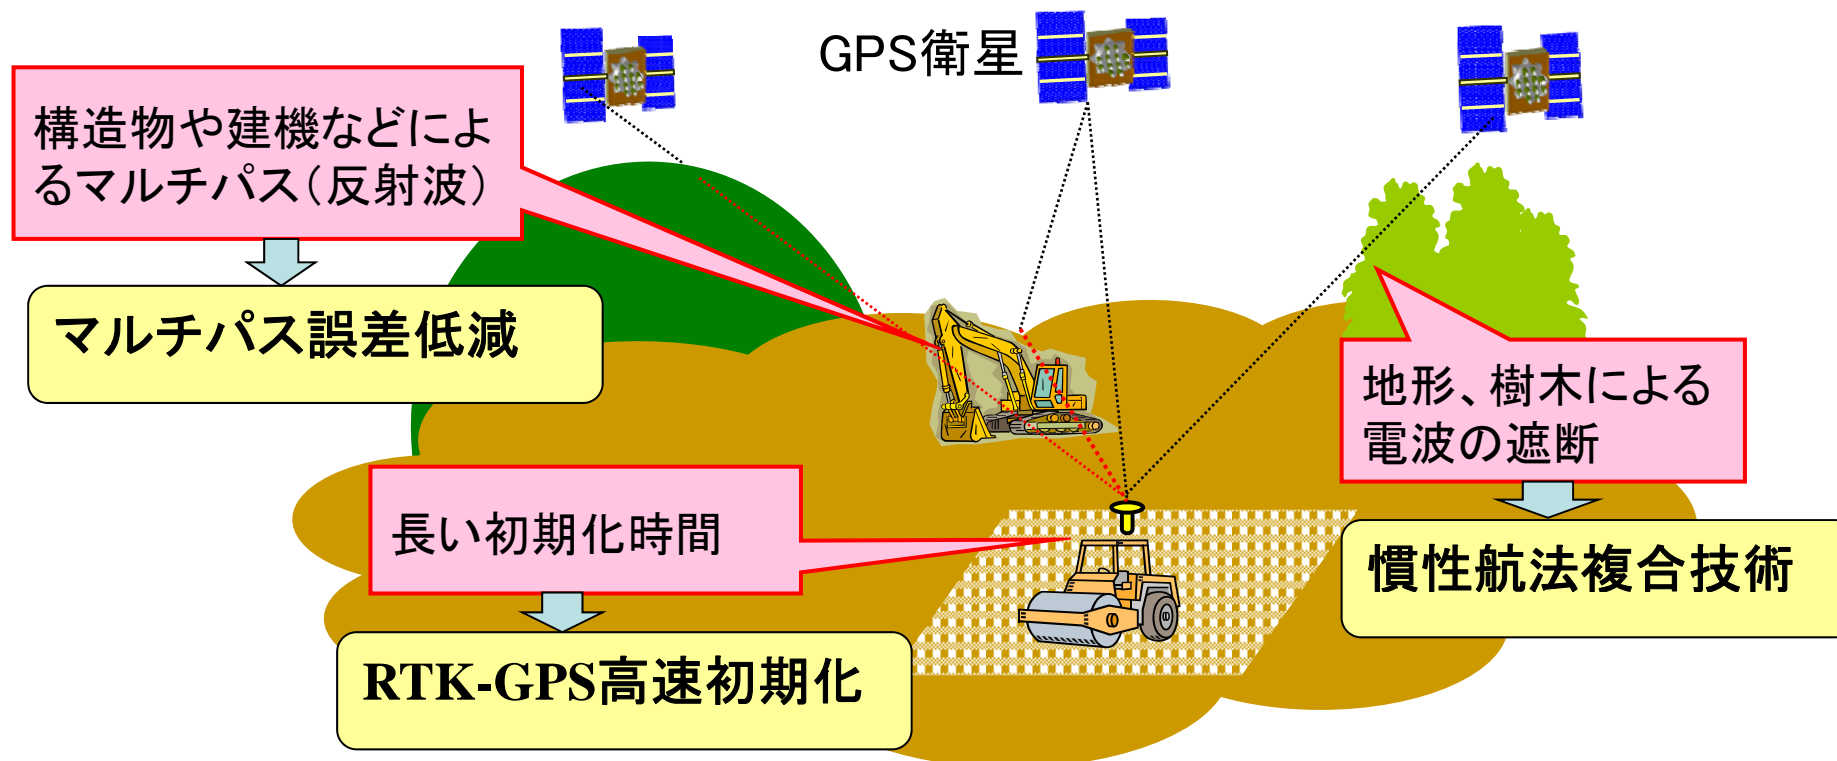 GPS衛星
構造物や建機などによ
るマルチパス（反射波）
マルチパス誤差低減
地形、樹木による
電波の遮断
慣性航法複合技術
長い初期化時間
RTK-GPS高速初期化